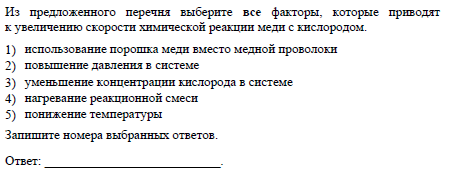 Из предложенного перечня выберите все факторы, которые приводят
к увеличению скорости химической реакции меди с кислородом.
1) использование порошка меди вместо медной проволоки
2) повышение давления в системе
3) уменьшение концентрации кислорода в системе
4) нагревание реакционной смеси
5) понижение температуры
Запишите номера выбранных ответов.
Ответ: ____________________________.